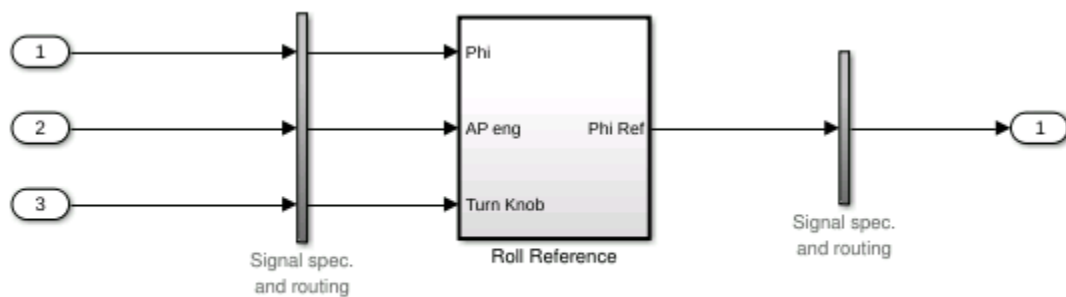 1
Phi
2
AP eng
Phi Ref
1
3
Turn Knob
Signal spec.
and routing
Roll Reference
Signal spec.
and routing